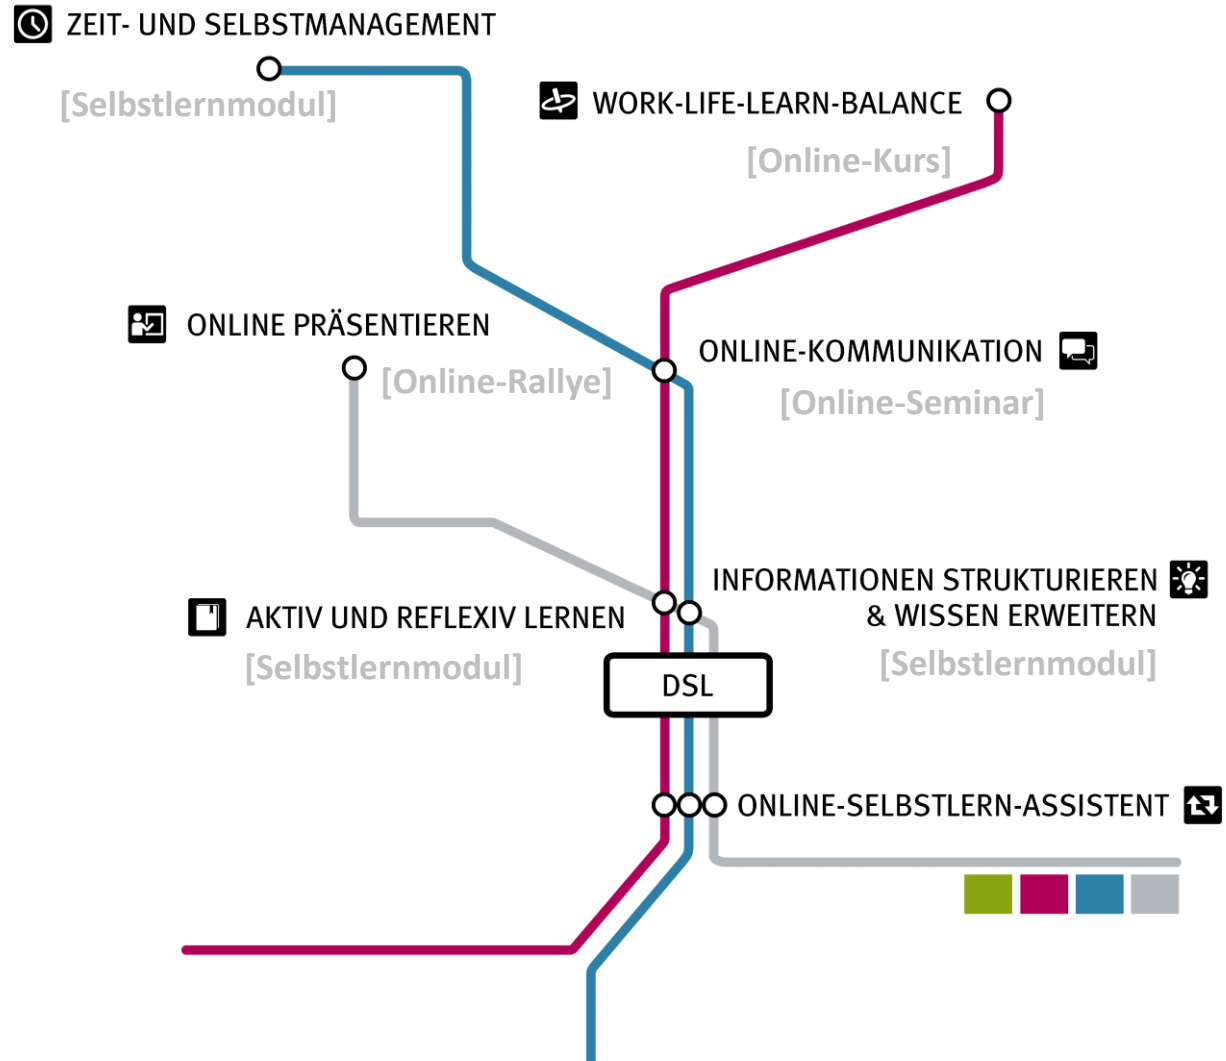 ZEIT- UND SELBSTMANAGEMENT
[Selbstlernmodul]
WORK-LIFE-LEARN-BALANCE
[Online-Kurs]
ONLINE PRÄSENTIEREN
[Online-Rallye]
ONLINE-KOMMUNIKATION
[Online-Seminar]
INFORMATIONEN STRUKTURIEREN
& WISSEN ERWEITERN
[Selbstlernmodul]
AKTIV UND REFLEXIV LERNEN
[Selbstlernmodul]
DSL
ONLINE-SELBSTLERN-ASSISTENT